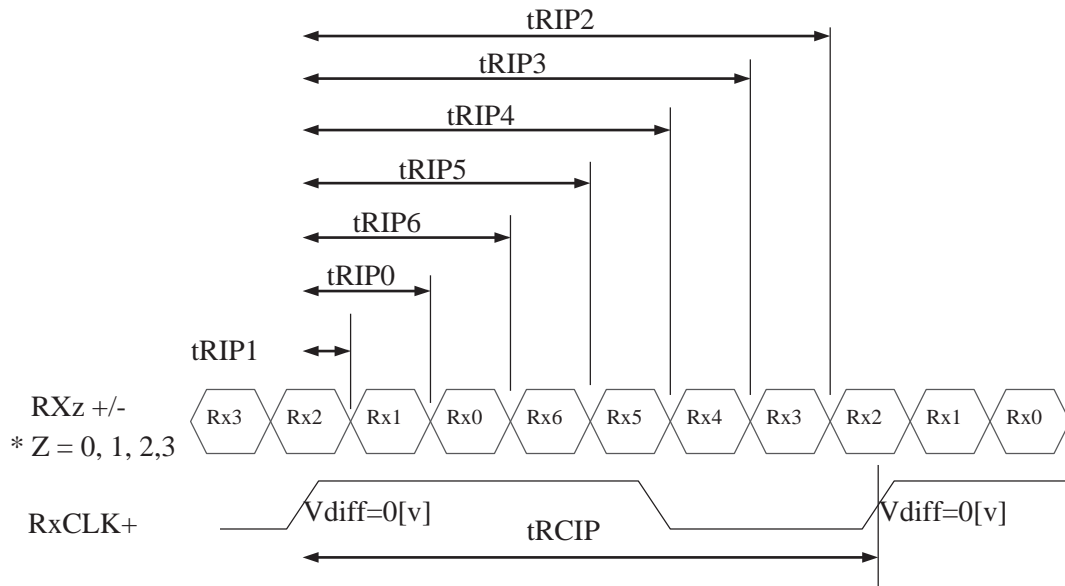 tRIP2
tRIP3
tRIP4
tRIP5
tRIP6
tRIP0
tRIP1
RXz +/-
* Z = 0, 1, 2,3
Rx3 Rx2 Rx1 Rx0 Rx6 Rx5 Rx4 Rx3 Rx2 Rx1 Rx0
RxCLK+
Vdiff=0[v] Vdiff=0[v]
tRCIP